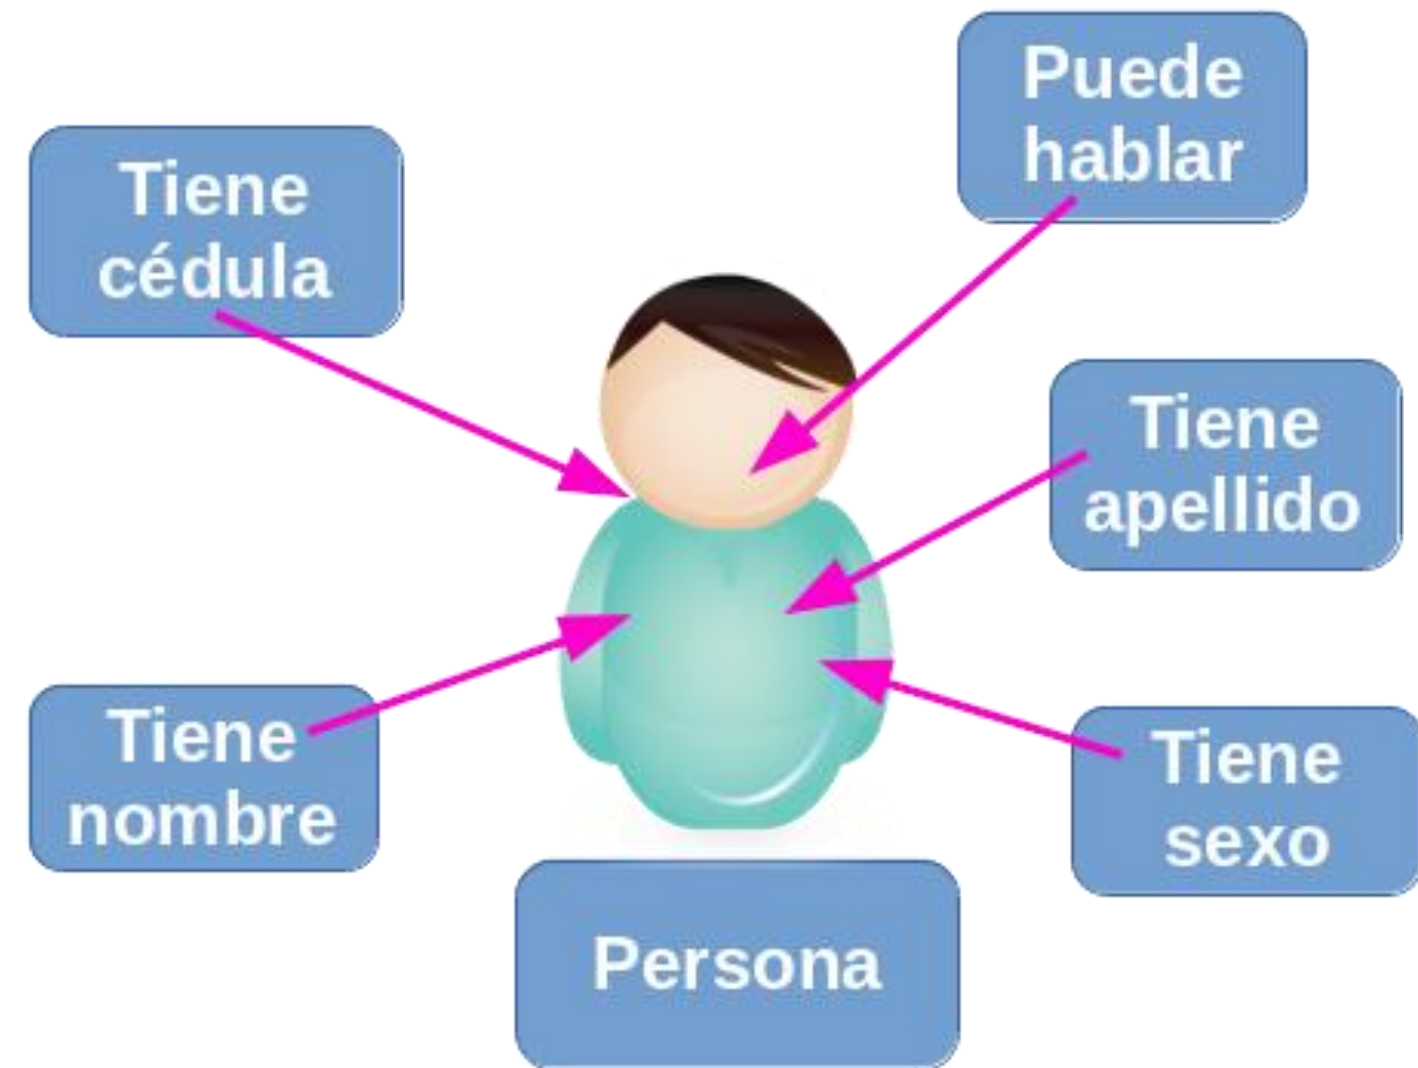 Puede
hablar
Tiene
cédula
Tiene
apellido
Tiene
nombre
Tiene
sexo
Persona